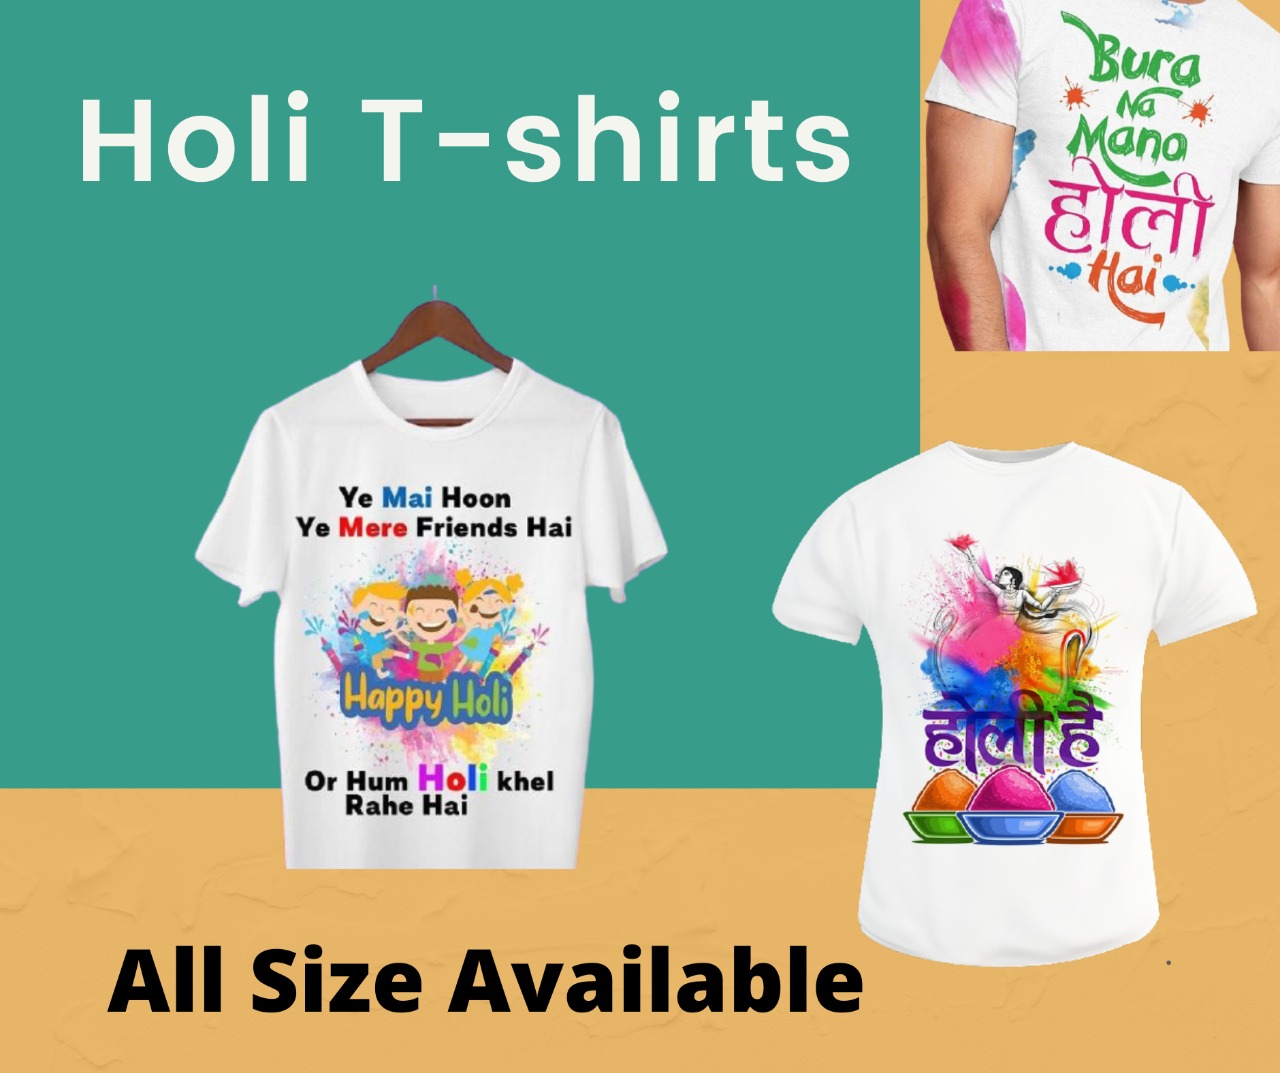 Holi T-shirts
Bura
Na
Mana
होली
Hai
Ye Mai Hoon
Ye Mere Friends Hai
Happy Holi
Or Hum Holi khel
Rahe Hai
होली है
All Size Available